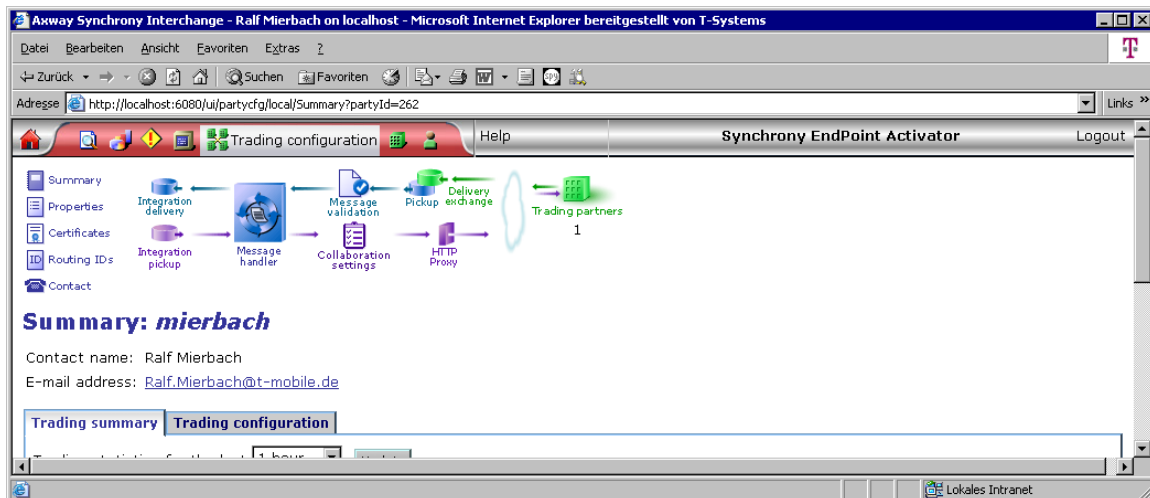 Axway Synchrony Interchange - Ralf Mierbach on localhost - Microsoft Internet Explorer bereitgestellt von T-Systems
Datei Bearbeiten Ansicht Favoriten Extras ?
Zurück Suchen Favoriten
Adresse http://localhost:6080/ui/partycfg/local/Summary?partyId=262 Links »
Trading configuration Help Synchrony EndPoint Activator Logout
Summary
Properties
Certificates
ID Routing IDs
Contact
Integration delivery
Integration pickup
Message handler
Message validation
Collaboration settings
Pickup
Delivery exchange
HTTP Proxy
Trading partners
1
Summary: mierbach
Contact name: Ralf Mierbach
E-mail address: Ralf.Mierbach@t-mobile.de
Trading summary Trading configuration
1 hour
Lokales Intranet